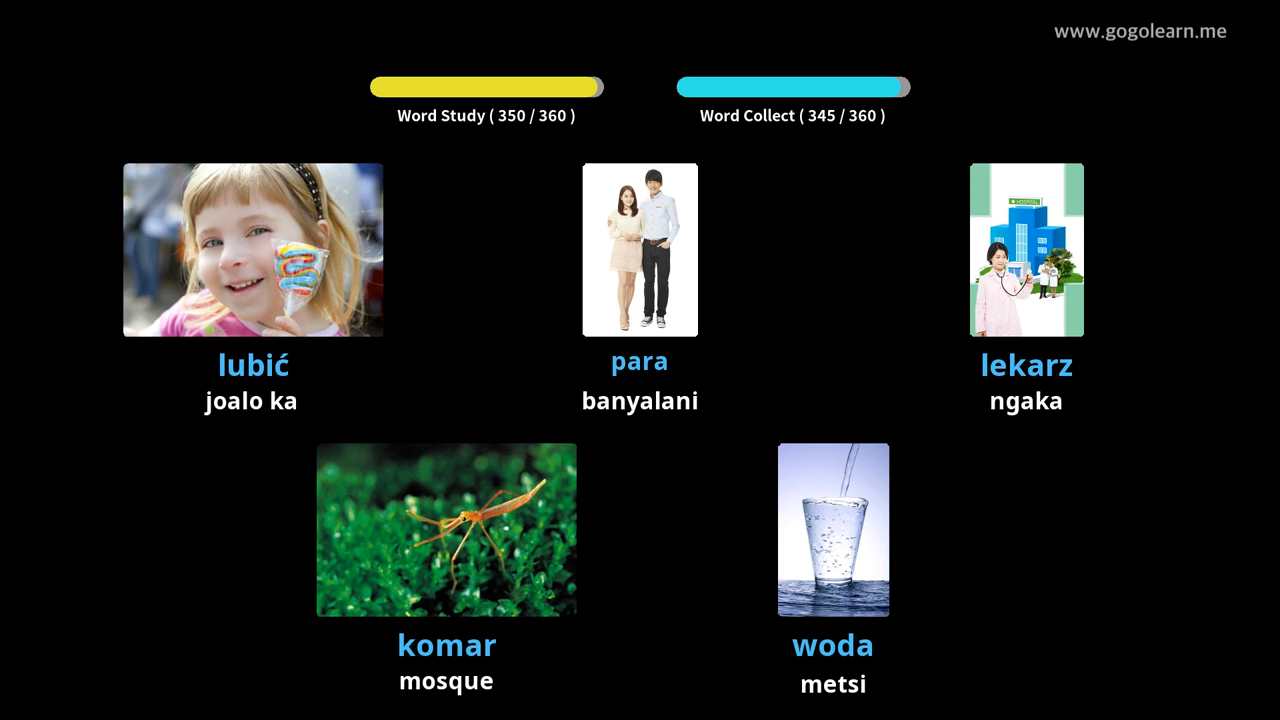 www.gogolearn.me
Word Study ( 350 / 360 )
Word Collect ( 345 / 360 )
HOSPITAL
lubić
joalo ka
para
banyalani
lekarz
ngaka
komar
mosque
woda
metsi